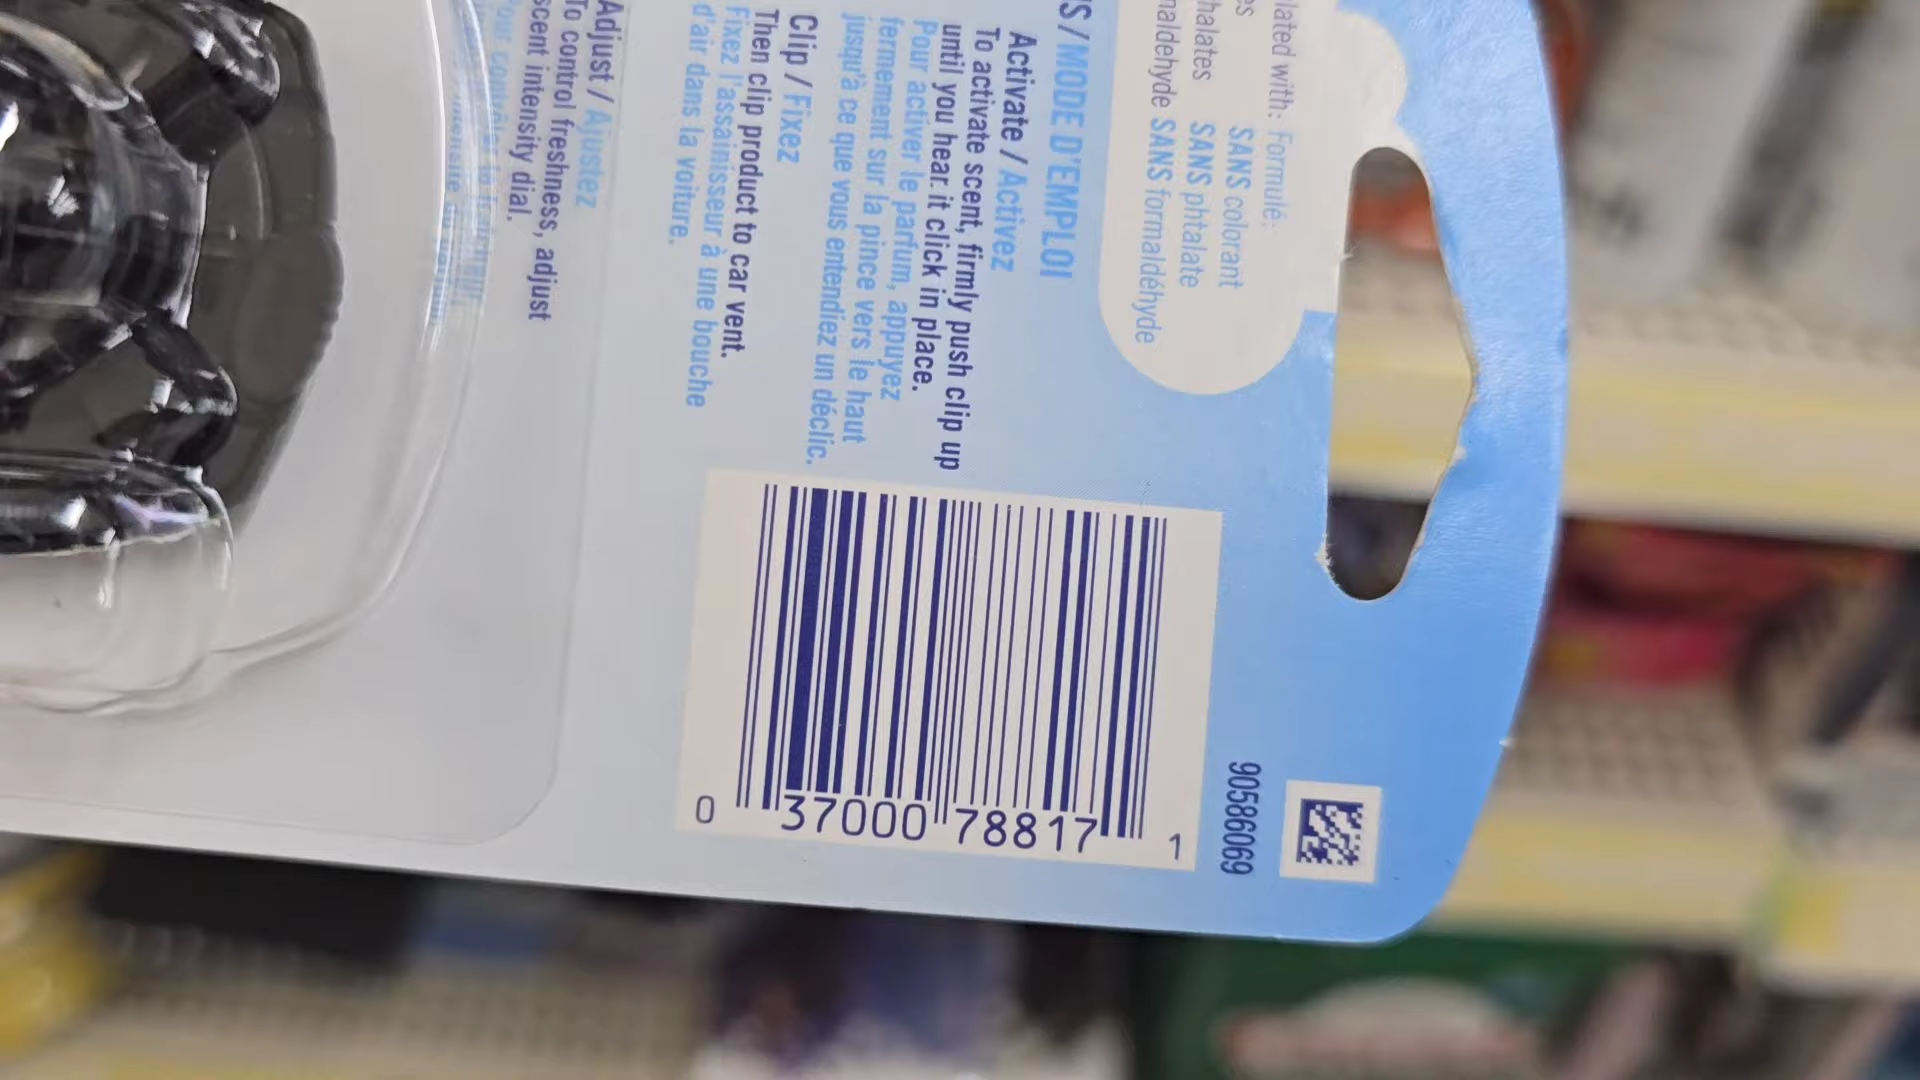 lated with: Formulé:
es SANS colorant
halates SANS phtalate
naldehyde SANS formaldéhyde
S / MODE D'EMPLOI
Activate / Activez
To activate scent, firmly push clip up
until you hear it click in place.
Pour activer le parfum, appuyez
fermement sur la pince vers le haut
jusqu'à ce que vous entendiez un déclic.
Clip / Fixez
Then clip product to car vent.
Fixez l'assainisseur à une bouche
d'air dans la voiture.
Adjust / Ajustez
To control freshness, adjust
scent intensity dial.
0 37000 78817 1
90586069